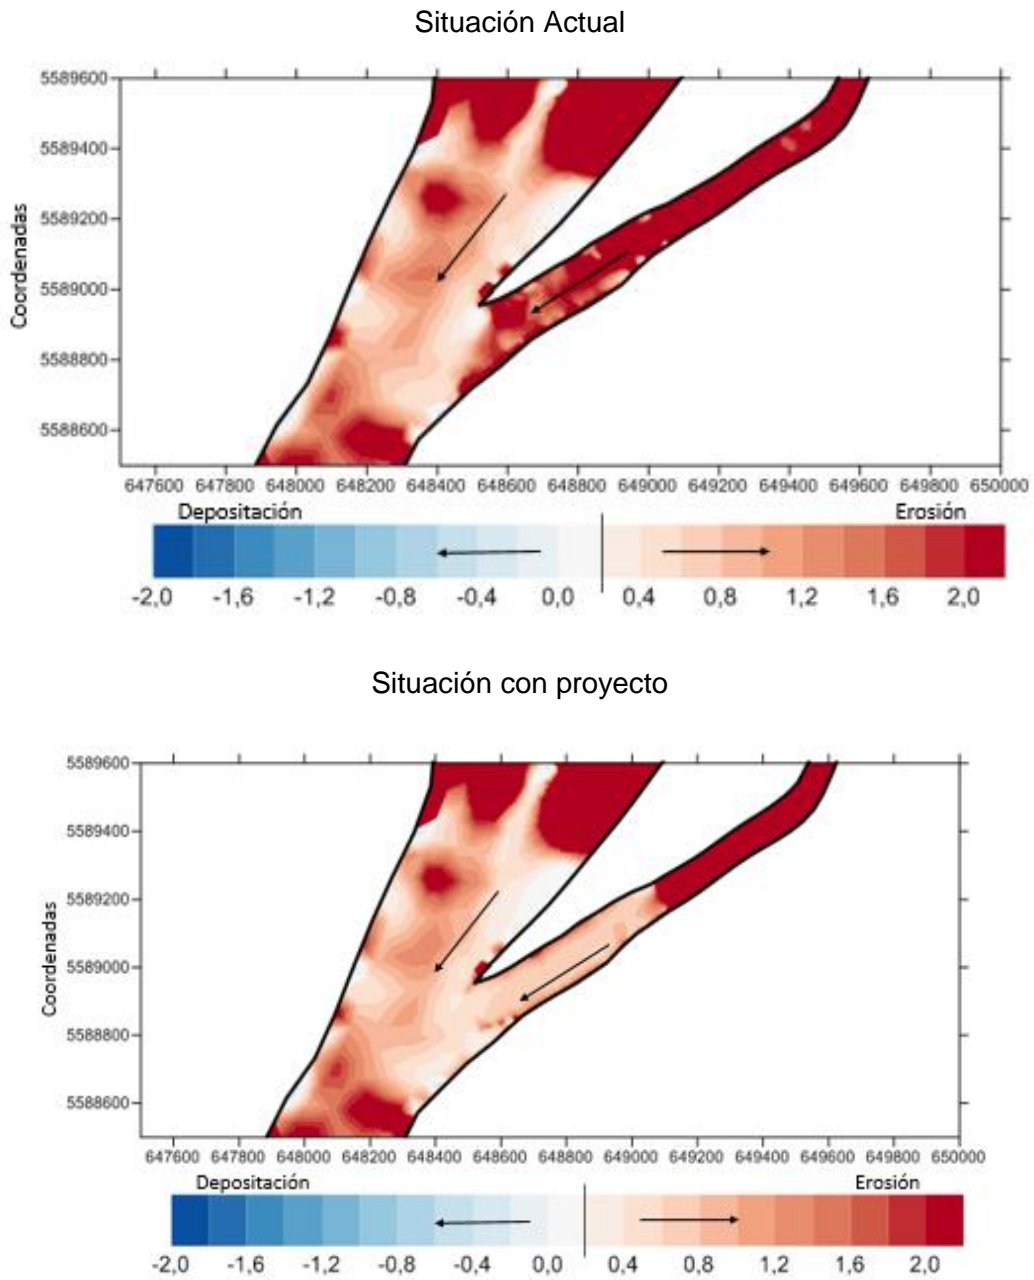 Situación Actual
5589600
5589400
5589200
5589000
5588800
5588600
Coordenadas
647600 647800 648000 648200 648400 648600 648800 649000 649200 649400 649600 649800 650000
Depositación Erosión
-2,0 -1,6 -1,2 -0,8 -0,4 0,0 0,4 0,8 1,2 1,6 2,0
Situación con proyecto
5589600
5589400
5589200
5589000
5588800
5588600
Coordenadas
647600 647800 648000 648200 648400 648600 648800 649000 649200 649400 649600 649800 650000
Depositación Erosión
-2,0 -1,6 -1,2 -0,8 -0,4 0,0 0,4 0,8 1,2 1,6 2,0